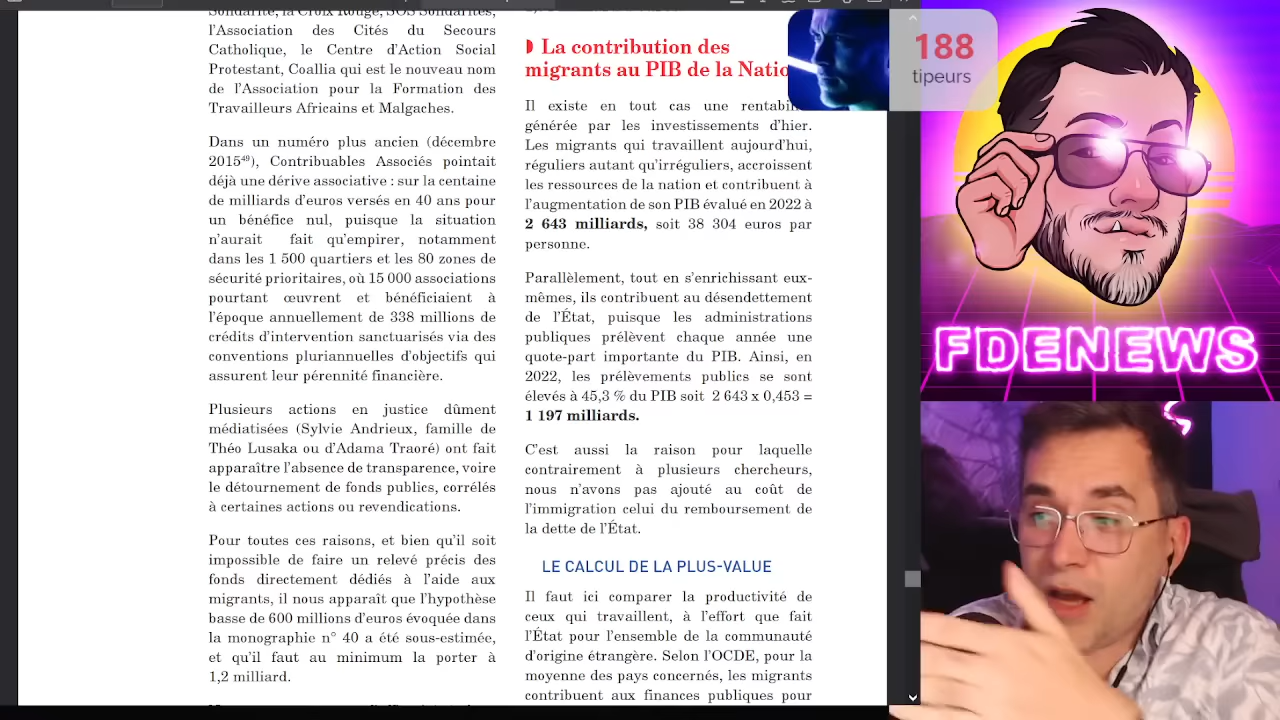 Solidarité, la Croix Rouge, SOS Solidarités,
l'Association des Cités du Secours
Catholique, le Centre d'Action Social
Protestant, Coallia qui est le nouveau nom
de l'Association pour la Formation des
Travailleurs Africains et Malgaches.
Dans un numéro plus ancien (décembre
2015⁴⁹), Contribuables Associés pointait
déjà une dérive associative : sur la centaine
de milliards d'euros versés en 40 ans pour
un bénéfice nul, puisque la situation
n'aurait fait qu'empirer, notamment
dans les 1 500 quartiers et les 80 zones de
sécurité prioritaires, où 15 000 associations
pourtant œuvrent et bénéficiaient à
l'époque annuellement de 338 millions de
crédits d'intervention sanctuarisés via des
conventions pluriannuelles d'objectifs qui
assurent leur pérennité financière.
Plusieurs actions en justice dûment
médiatisées (Sylvie Andrieux, famille de
Théo Lusaka ou d'Adama Traoré) ont fait
apparaître l'absence de transparence, voire
le détournement de fonds publics, corrélés
à certaines actions ou revendications.
Pour toutes ces raisons, et bien qu'il soit
impossible de faire un relevé précis des
fonds directement dédiés à l'aide aux
migrants, il nous apparaît que l'hypothèse
basse de 600 millions d'euros évoquée dans
la monographie n° 40 a été sous-estimée,
et qu'il faut au minimum la porter à
1,2 milliard.
La contribution des
migrants au PIB de la Natio
Il existe en tout cas une
générée par les investissements d'hier.
Les migrants qui travaillent aujourd'hui,
réguliers autant qu'irréguliers, accroissent
les ressources de la nation et contribuent à
l'augmentation de son PIB évalué en 2022 à
2 643 milliards, soit 38 304 euros par
personne.
Parallèlement, tout en s'enrichissant eux-
mêmes, ils contribuent au désendettement
de l'État, puisque les administrations
publiques prélèvent chaque année une
quote-part importante du PIB. Ainsi, en
2022, les prélèvements publics se sont
élevés à 45,3 % du PIB soit 2 643 x 0,453 =
1 197 milliards.
C'est aussi la raison pour laquelle
contrairement à plusieurs chercheurs,
nous n'avons pas ajouté au coût de
l'immigration celui du remboursement de
la dette de l'État.
LE CALCUL DE LA PLUS-VALUE
Il faut ici comparer la productivité de
ceux qui travaillent, à l'effort que fait
l'État pour l'ensemble de la communauté
d'origine étrangère. Selon l'OCDE, pour la
moyenne des pays concernés, les migrants
contribuent aux finances publiques pour
188
tipeurs
FDENEWS